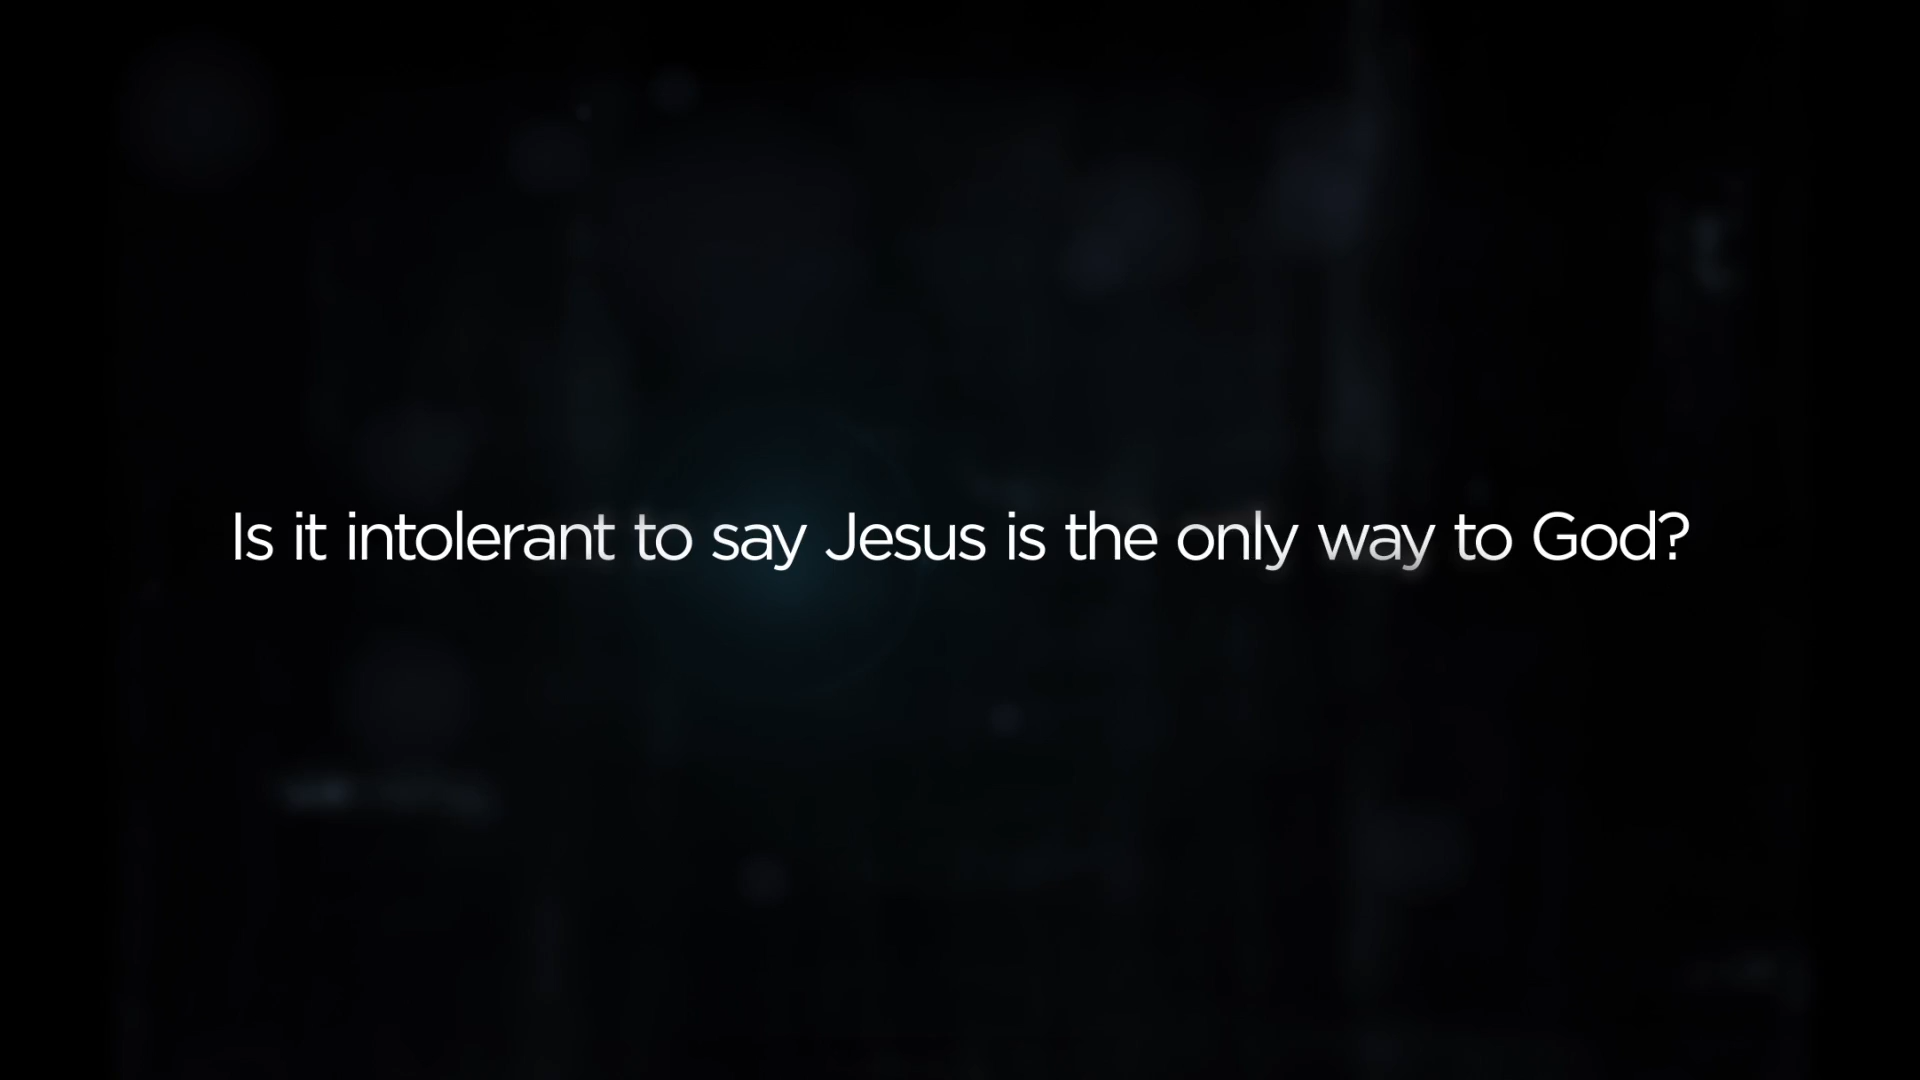 Is it intolerant to say Jesus is the only way to God?